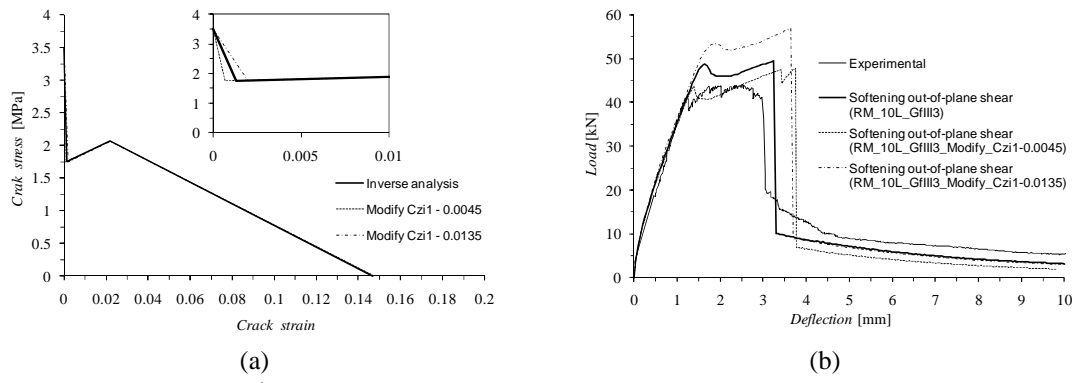 4
3.5
3
2.5
2
1.5
1
0.5
0
Crak stress [MPa]
4
3
2
1
0
0 0.005 0.01
Inverse analysis
Modify Czi1 - 0.0045
Modify Czi1 - 0.0135
0 0.02 0.04 0.06 0.08 0.1 0.12 0.14 0.16 0.18 0.2
Crack strain
(a)
60
50
40
30
20
10
0
Load [kN]
Experimental
Softening out-of-plane shear
(RM_10L_GfIII3)
Softening out-of-plane shear
(RM_10L_GfIII3_Modify_Czi1-0.0045)
Softening out-of-plane shear
(RM_10L_GfIII3_Modify_Czi1-0.0135)
0 1 2 3 4 5 6 7 8 9 10
Deflection [mm]
(b)